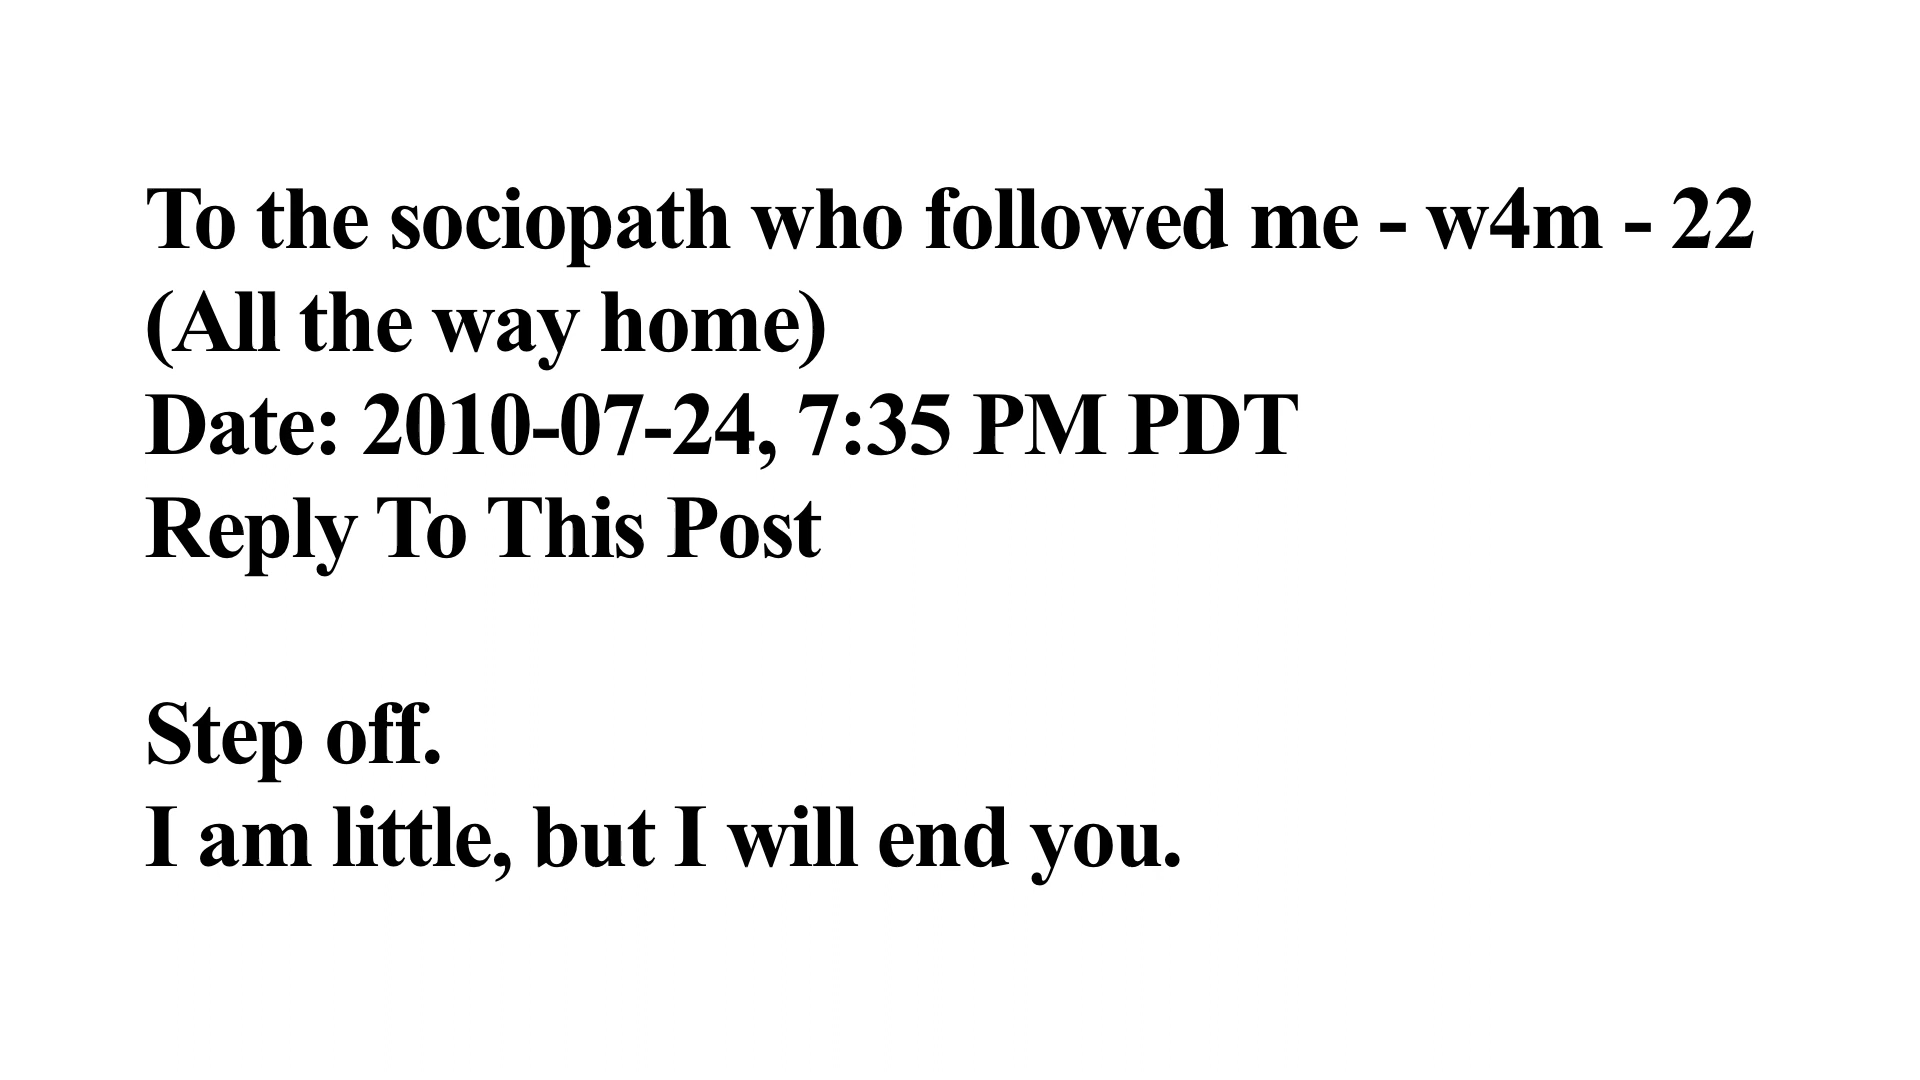 To the sociopath who followed me - w4m - 22
(All the way home)
Date: 2010-07-24, 7:35 PM PDT
Reply To This Post
Step off.
I am little, but I will end you.